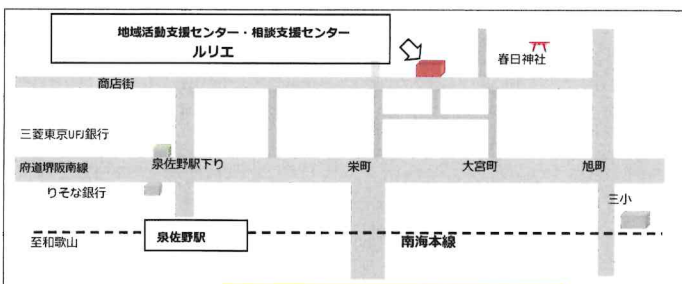 地域活動支援センター・相談支援センター
ルリエ
春日神社
商店街
三菱東京UFJ銀行
府道堺阪南線
泉佐野駅下り
栄町
大宮町
旭町
りそな銀行
三小
至和歌山
泉佐野駅
南海本線